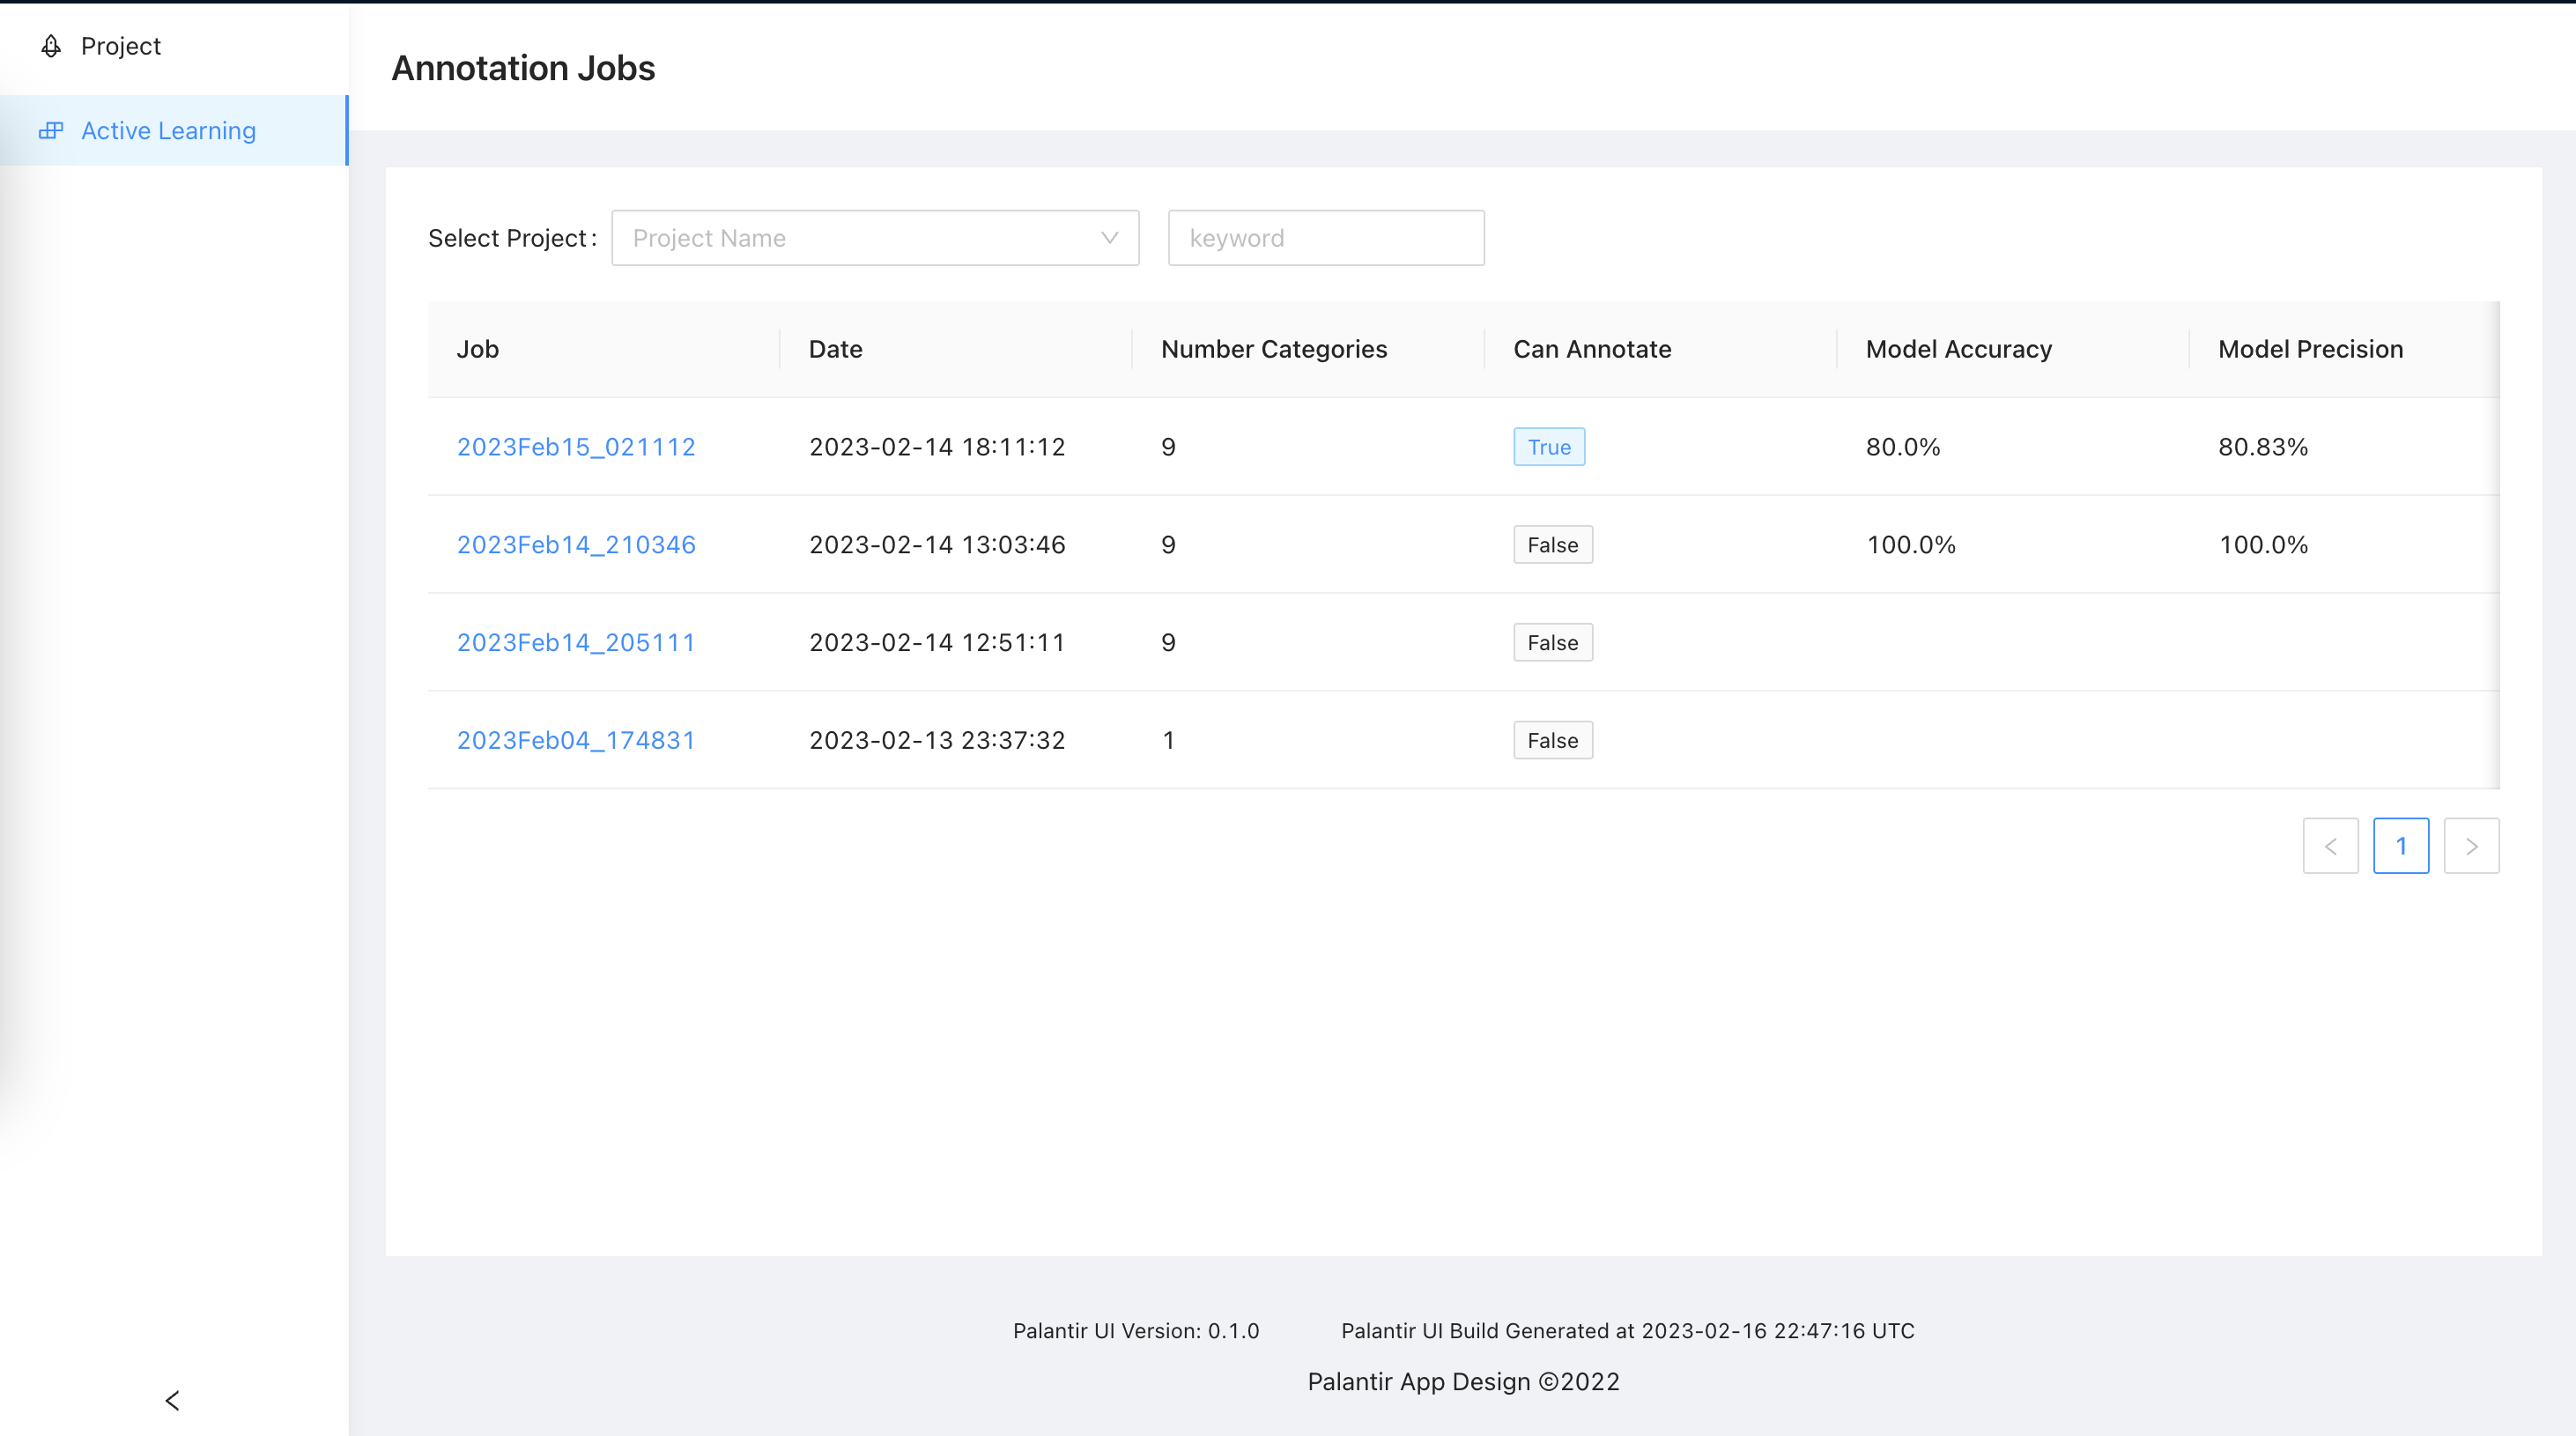 Project
Active Learning
Annotation Jobs
Select Project: Project Name keyword
Job Date Number Categories Can Annotate Model Accuracy Model Precision
2023Feb15_021112 2023-02-14 18:11:12 9 True 80.0% 80.83%
2023Feb14_210346 2023-02-14 13:03:46 9 False 100.0% 100.0%
2023Feb14_205111 2023-02-14 12:51:11 9 False
2023Feb04_174831 2023-02-13 23:37:32 1 False
< 1 >
Palantir UI Version: 0.1.0 Palantir UI Build Generated at 2023-02-16 22:47:16 UTC
Palantir App Design ©2022